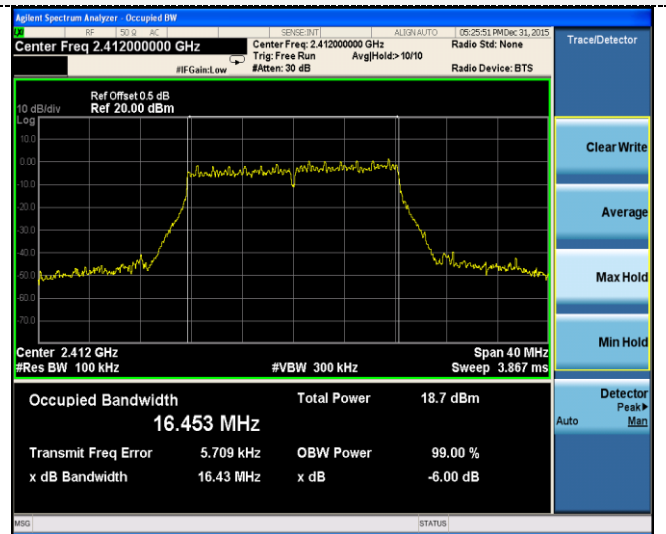 Agilent Spectrum Analyzer - Occupied BW
RF 50 Ω AC SENSE:INT ALIGN AUTO 05:25:51 PM Dec 31, 2015
Center Freq 2.412000000 GHz
Center Freq: 2.412000000 GHz
Radio Std: None
Trig: Free Run Avg|Hold:> 10/10
#IFGain:Low
#Atten: 30 dB
Radio Device: BTS
Trace/Detector
Ref Offset 0.5 dB
10 dB/div Ref 20.00 dBm
Log
10.0
0.00
-10.0
-20.0
-30.0
-40.0
-50.0
-60.0
-70.0
Center 2.412 GHz
Span 40 MHz
#Res BW 100 kHz
#VBW 300 kHz
Sweep 3.867 ms
Occupied Bandwidth
Total Power 18.7 dBm
16.453 MHz
Transmit Freq Error 5.709 kHz
OBW Power 99.00 %
x dB Bandwidth 16.43 MHz
x dB -6.00 dB
Clear Write
Average
Max Hold
Min Hold
Detector
Peak▶
Auto Man
MSG
STATUS